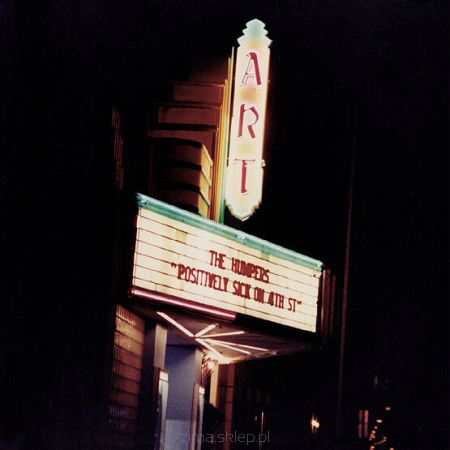 ART
THE HUMPERS
"POSITIVELY SICK ON 4TH ST"
zima.sklep.pl